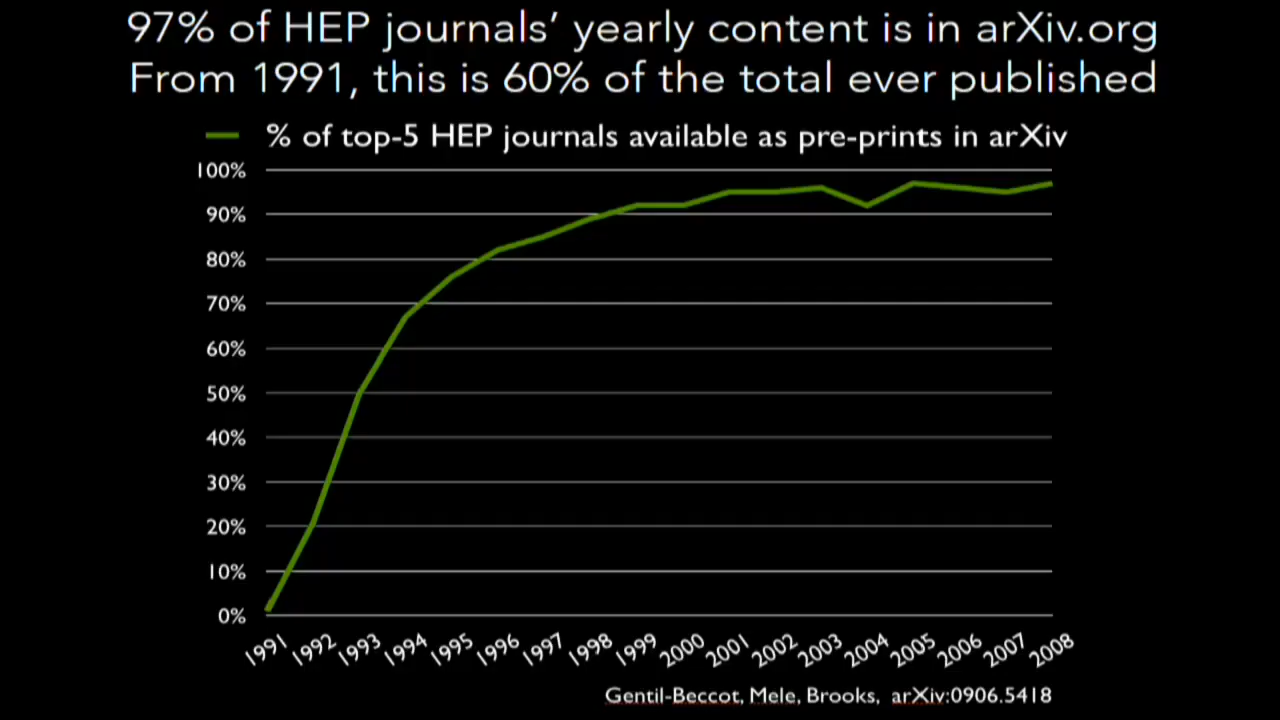 97% of HEP journals’ yearly content is in arXiv.org
From 1991, this is 60% of the total ever published
% of top-5 HEP journals available as pre-prints in arXiv
100%
90%
80%
70%
60%
50%
40%
30%
20%
10%
0%
1991 1992 1993 1994 1995 1996 1997 1998 1999 2000 2001 2002 2003 2004 2005 2006 2007 2008
Gentil-Beccot, Mele, Brooks, arXiv:0906.5418